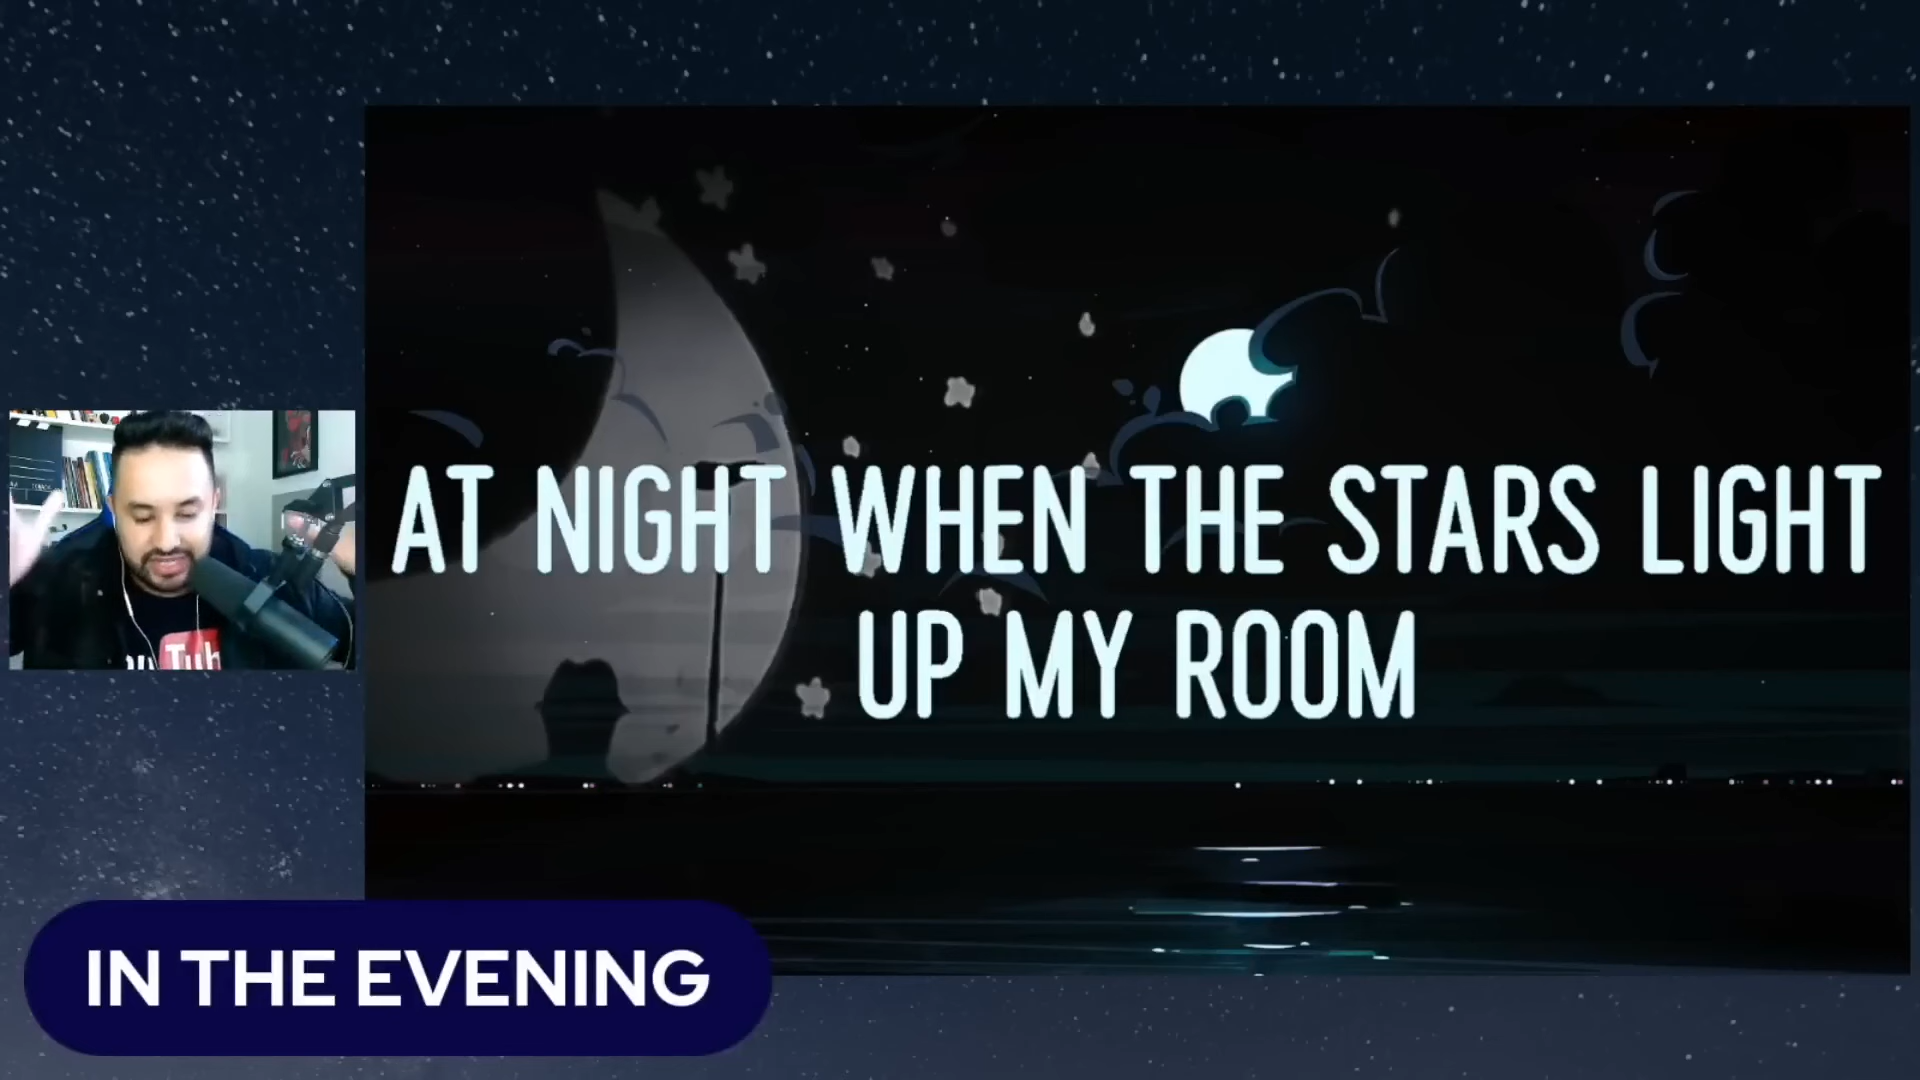 AT NIGHT WHEN THE STARS LIGHT
UP MY ROOM
IN THE EVENING